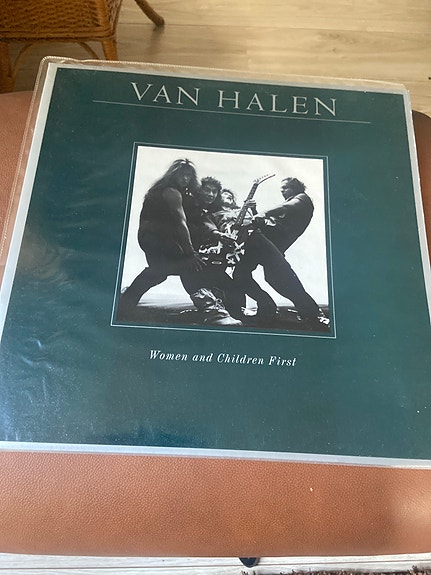 VAN HALEN
Women and Children First